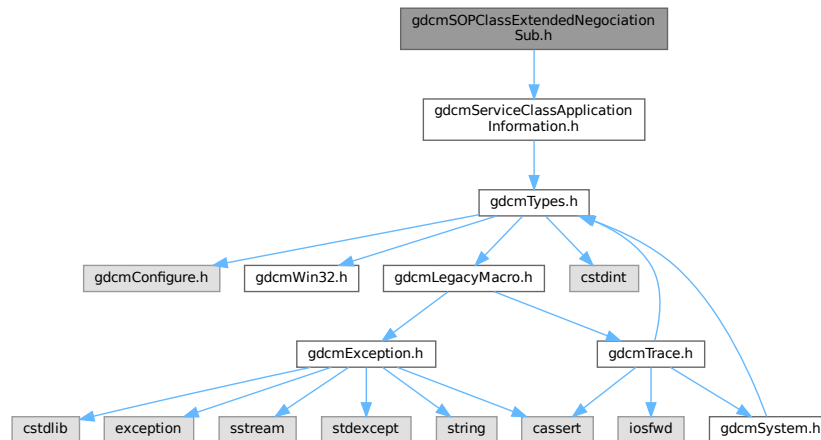 gdcmSOPClassExtendedNegociation
Sub.h
gdcmServiceClassApplication
Information.h
gdcmTypes.h
gdcmConfigure.h
gdcmWin32.h
gdcmLegacyMacro.h
cstdint
gdcmException.h
gdcmTrace.h
cstdlib
exception
sstream
stdexcept
string
cassert
iosfwd
gdcmSystem.h